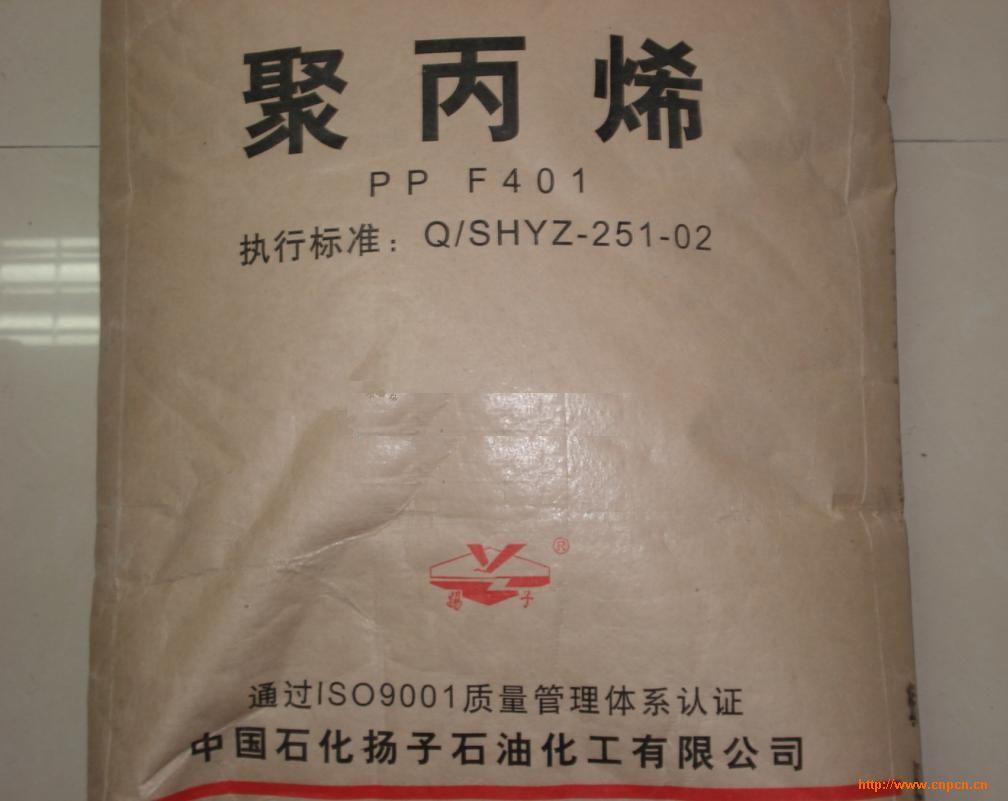 聚丙烯
PP F401
执行标准：Q/SHYZ-251-02
®
扬子
通过ISO9001质量管理体系认证
中国石化扬子石油化工有限公司
http://www.cnpcn.cn